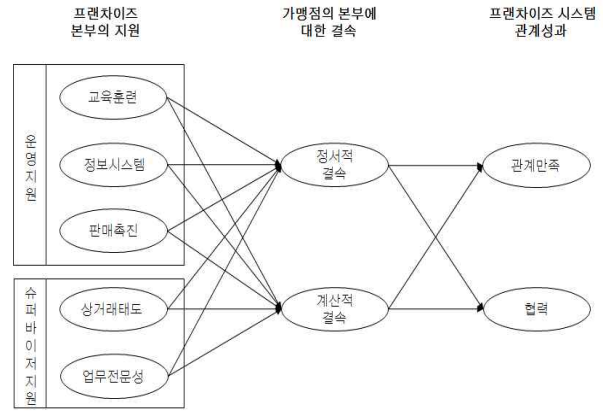 프랜차이즈
본부의 지원
가맹점의 본부에
대한 결속
프랜차이즈 시스템
관계성과
운영지원
교육훈련
정보시스템
판매촉진
슈퍼바이저지원
상거래태도
업무전문성
정서적
결속
계산적
결속
관계만족
협력